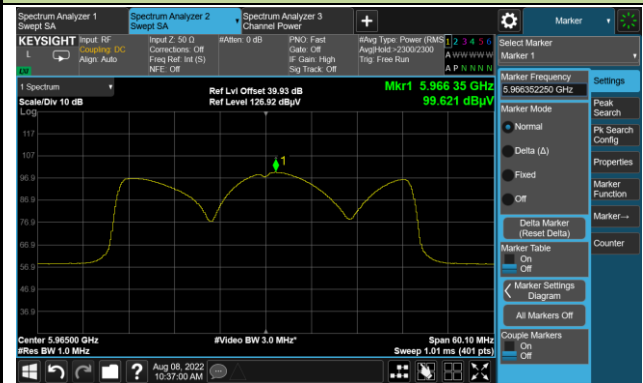 Spectrum Analyzer 1
Swept SA
Spectrum Analyzer 2
Swept SA
Spectrum Analyzer 3
Channel Power
Marker
KEYSIGHT
L
Input: RF
Coupling: DC
Align: Auto
Input Z: 50 Ω
Corrections: Off
Freq Ref: Int (S)
NFE: Off
#Atten: 0 dB
PNO: Fast
Gate: Off
IF Gain: High
Sig Track: Off
#Avg Type: Power (RMS
Avg|Hold:>2300/2300
Trig: Free Run
1 2 3 4 5 6
A W W W W W
A P N N N N
Select Marker
Marker 1
1 Spectrum
Scale/Div 10 dB
Log
Ref Lvl Offset 39.93 dB
Ref Level 126.92 dBµV
Mkr1 5.966 35 GHz
99.621 dBµV
117
107
96.9
86.9
76.9
66.9
56.9
46.9
36.9
1
Center 5.96500 GHz
#Res BW 1.0 MHz
#Video BW 3.0 MHz*
Span 60.10 MHz
Sweep 1.01 ms (401 pts)
Marker Frequency
5.966352250 GHz
Marker Mode
Normal
Delta (Δ)
Fixed
Off
Delta Marker
(Reset Delta)
Marker Table
On
Off
Marker Settings
Diagram
All Markers Off
Couple Markers
On
Off
Settings
Peak
Search
Pk Search
Config
Properties
Marker
Function
Marker→
Counter
Aug 08, 2022
10:37:00 AM